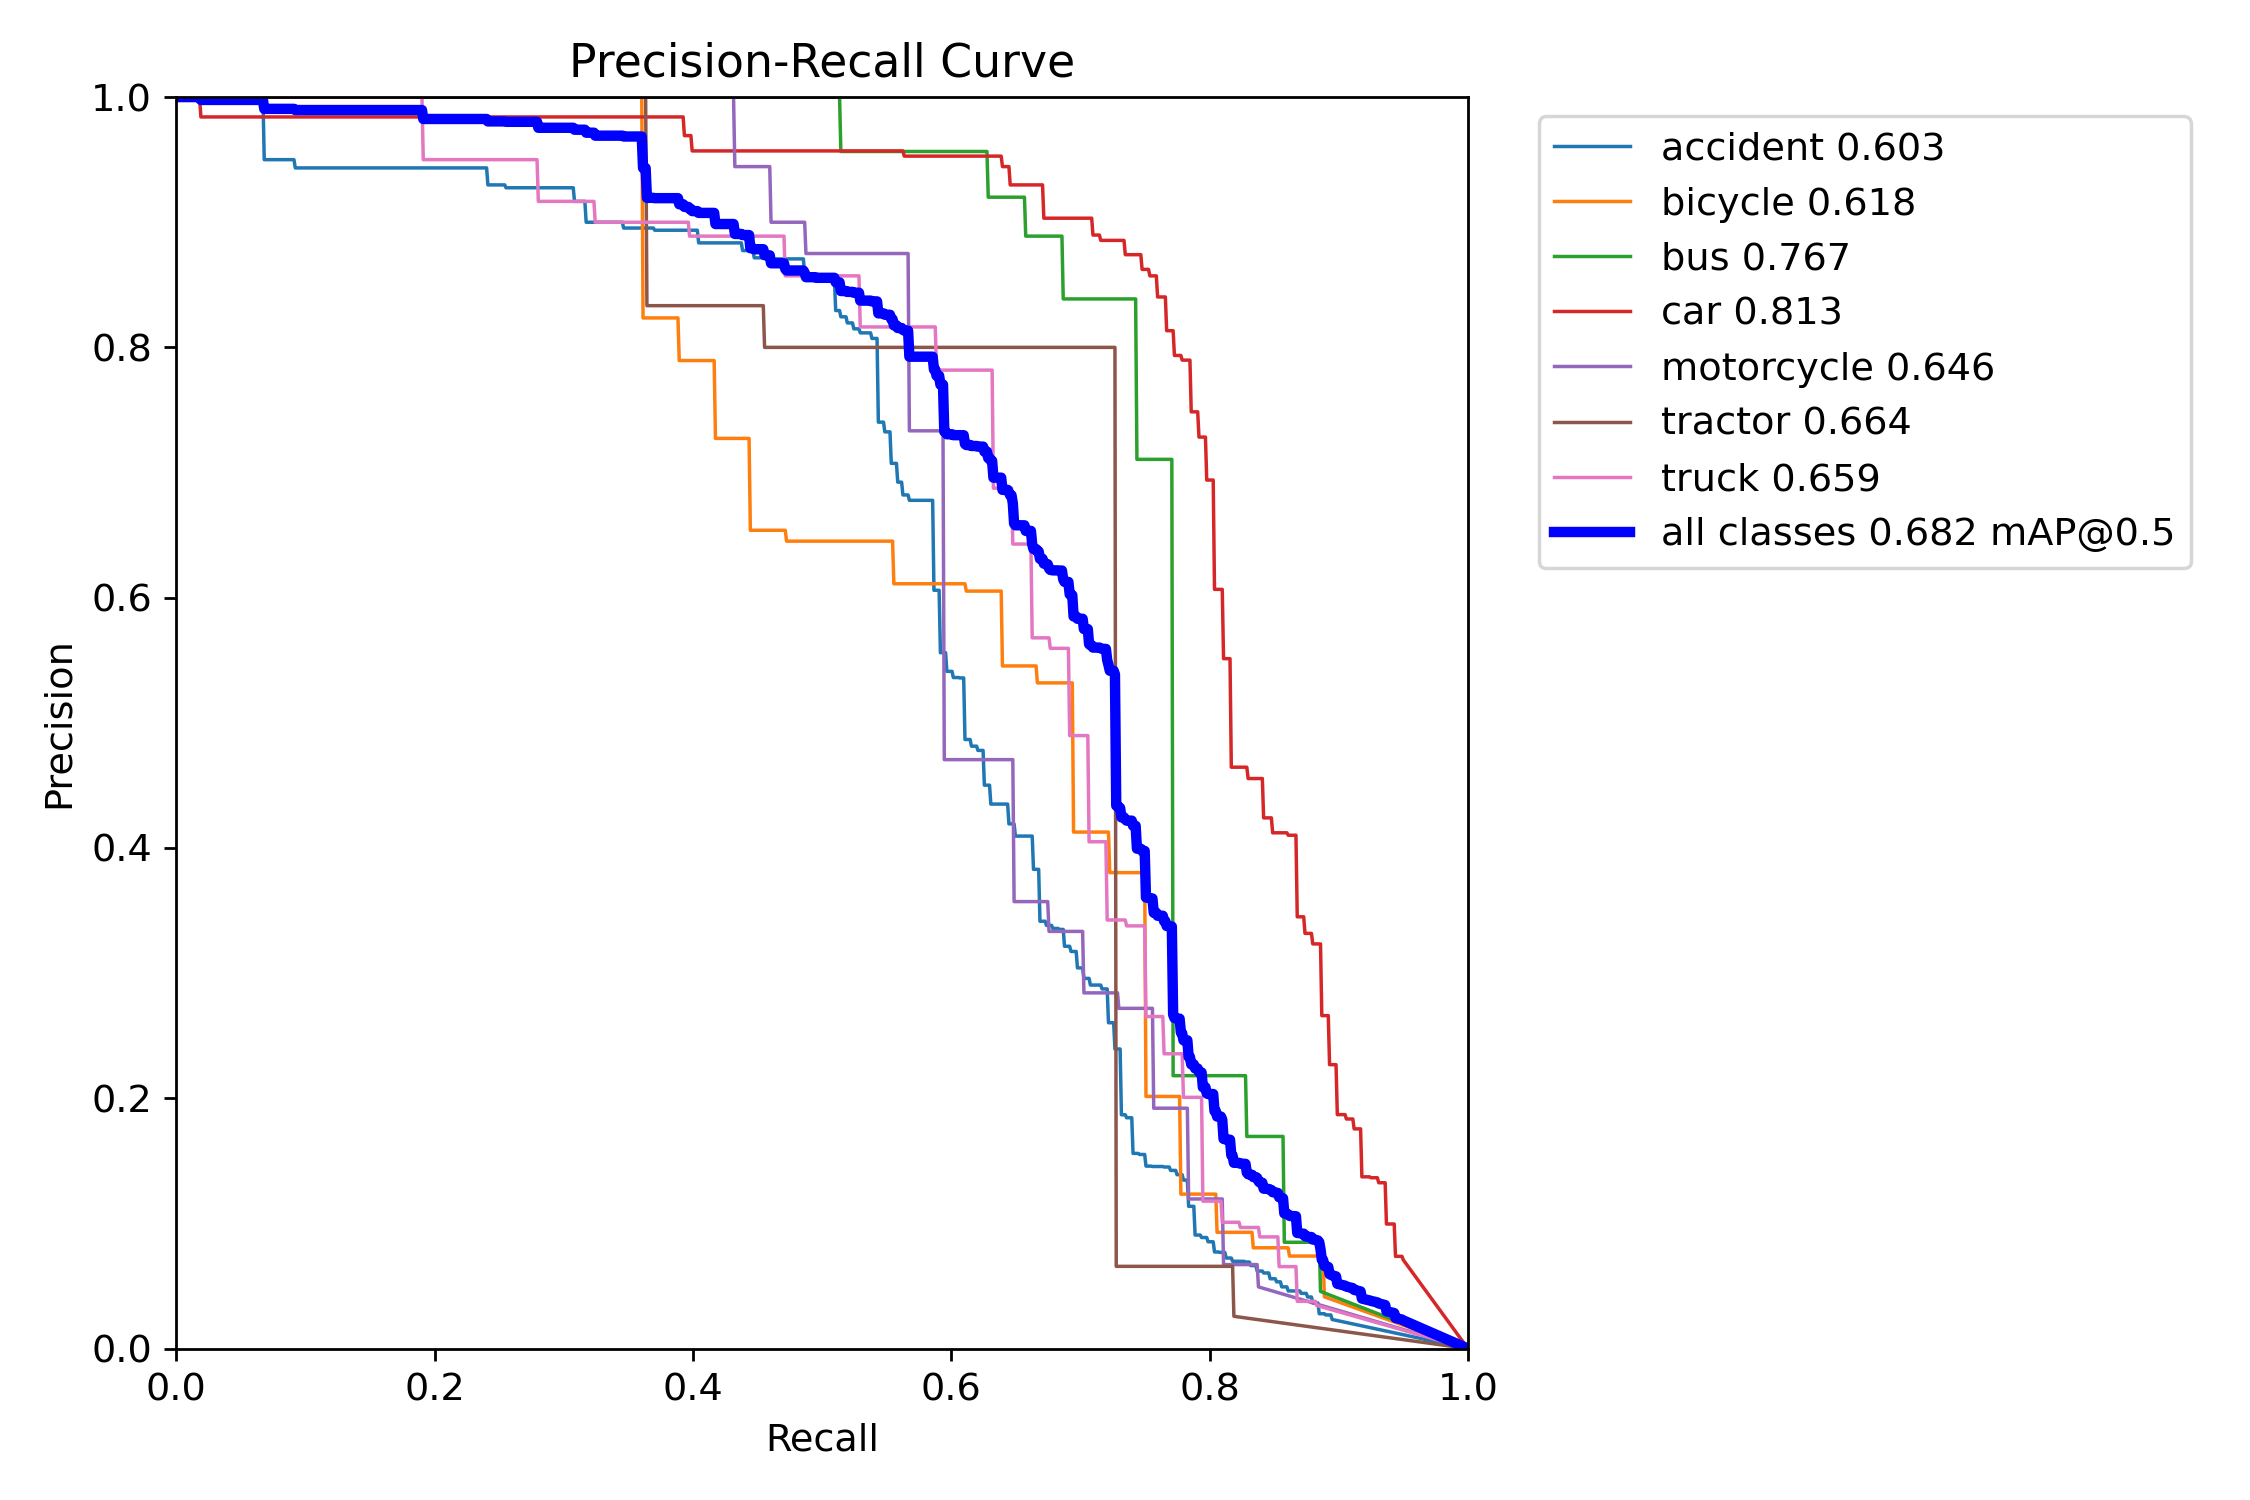 Precision-Recall Curve
1.0
0.8
0.6
0.4
0.2
0.0
Precision
0.0 0.2 0.4 0.6 0.8 1.0
Recall
accident 0.603
bicycle 0.618
bus 0.767
car 0.813
motorcycle 0.646
tractor 0.664
truck 0.659
all classes 0.682 mAP@0.5